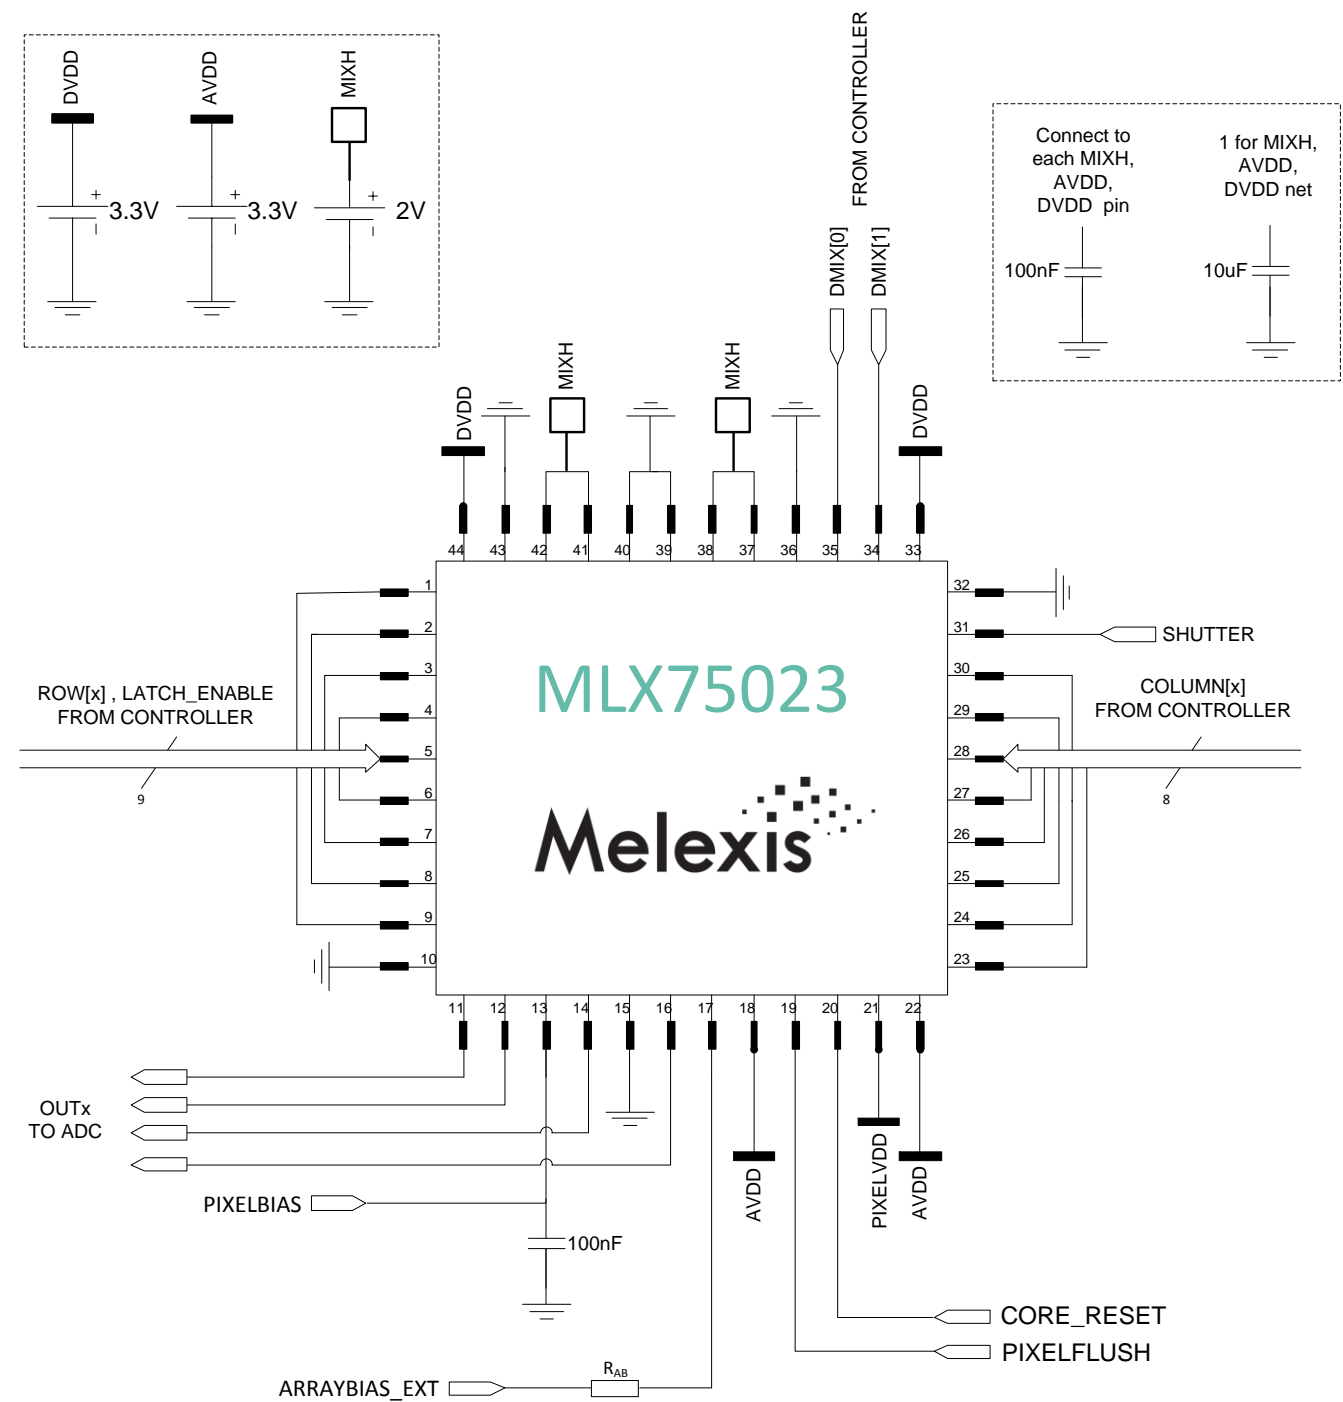 DVDD
AVDD
MIXH
+
3.3V
+
3.3V
+
2V
FROM CONTROLLER
DMIX[0]
DMIX[1]
Connect to
each MIXH,
AVDD,
DVDD pin
100nF
1 for MIXH,
AVDD,
DVDD net
10uF
DVDD
MIXH
MIXH
DVDD
44
43
42
41
40
39
38
37
36
35
34
33
1
2
3
4
5
6
7
8
9
10
ROW[x] , LATCH_ENABLE
FROM CONTROLLER
9
MLX75023
Melexis
32
31
30
29
28
27
26
25
24
23
SHUTTER
COLUMN[x]
FROM CONTROLLER
8
11
12
13
14
15
16
17
18
19
20
21
22
OUTx
TO ADC
PIXELBIAS
100nF
AVDD
PIXELVDD
AVDD
CORE_RESET
PIXELFLUSH
RAB
ARRAYBIAS_EXT